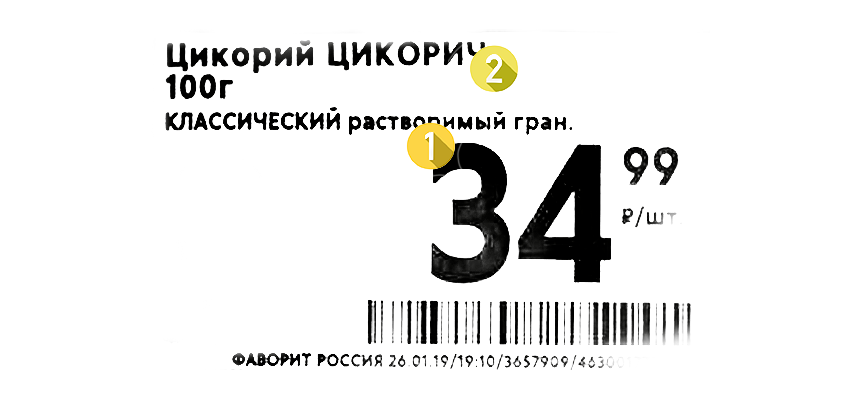 Цикорий ЦИКОРИЧ
2
100г
КЛАССИЧЕСКИЙ растворимый гран.
1
34 99
₽/шт.
ФАВОРИТ РОССИЯ 26.01.19/19:10/3657909/46300